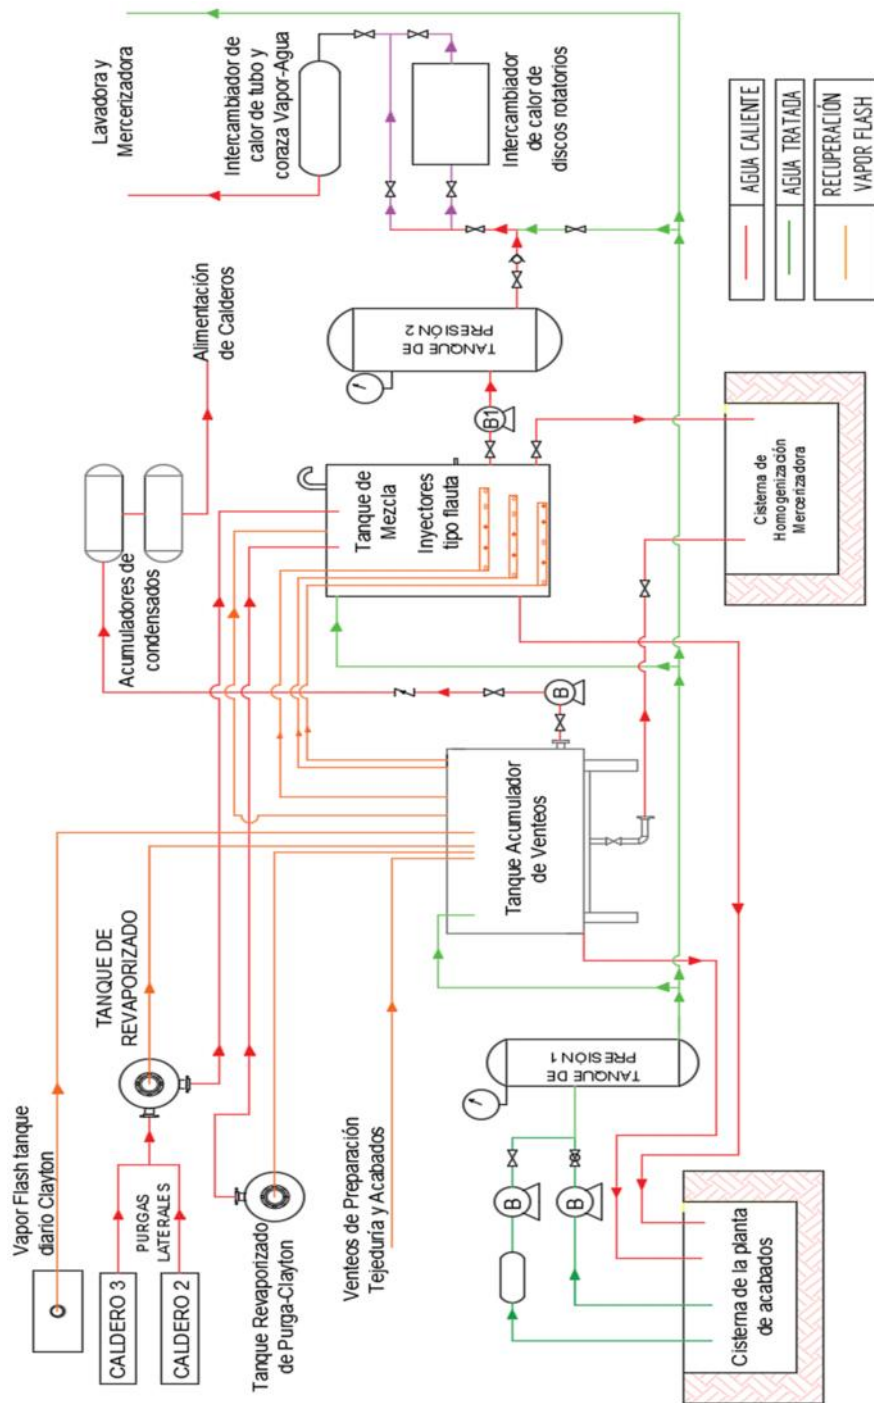 Vapor Flash tanque
diario Clayton
CALDERO 3
PURGAS
LATERALES
CALDERO 2
TANQUE DE
REVAPORIZADO
Tanque Revaporizado
de Purga-Clayton
Venteos de Preparación
Tejeduría y Acabados
B
B
TANQUE DE
PRESIÓN 1
Cisterna de la planta
de acabados
Tanque Acumulador
de Venteos
B
Acumuladores de
condensados
Alimentación
de Calderos
Tanque de
Mezcla
Inyectores
tipo flauta
B1
TANQUE DE
PRESIÓN 2
Cisterna de
Homogenización
Mercerizadora
Lavadora y
Mercerizadora
Intercambiador de
calor de tubo y
coraza Vapor-Agua
Intercambiador
de calor de
discos rotatorios
AGUA CALIENTE
AGUA TRATADA
RECUPERACIÓN
VAPOR FLASH